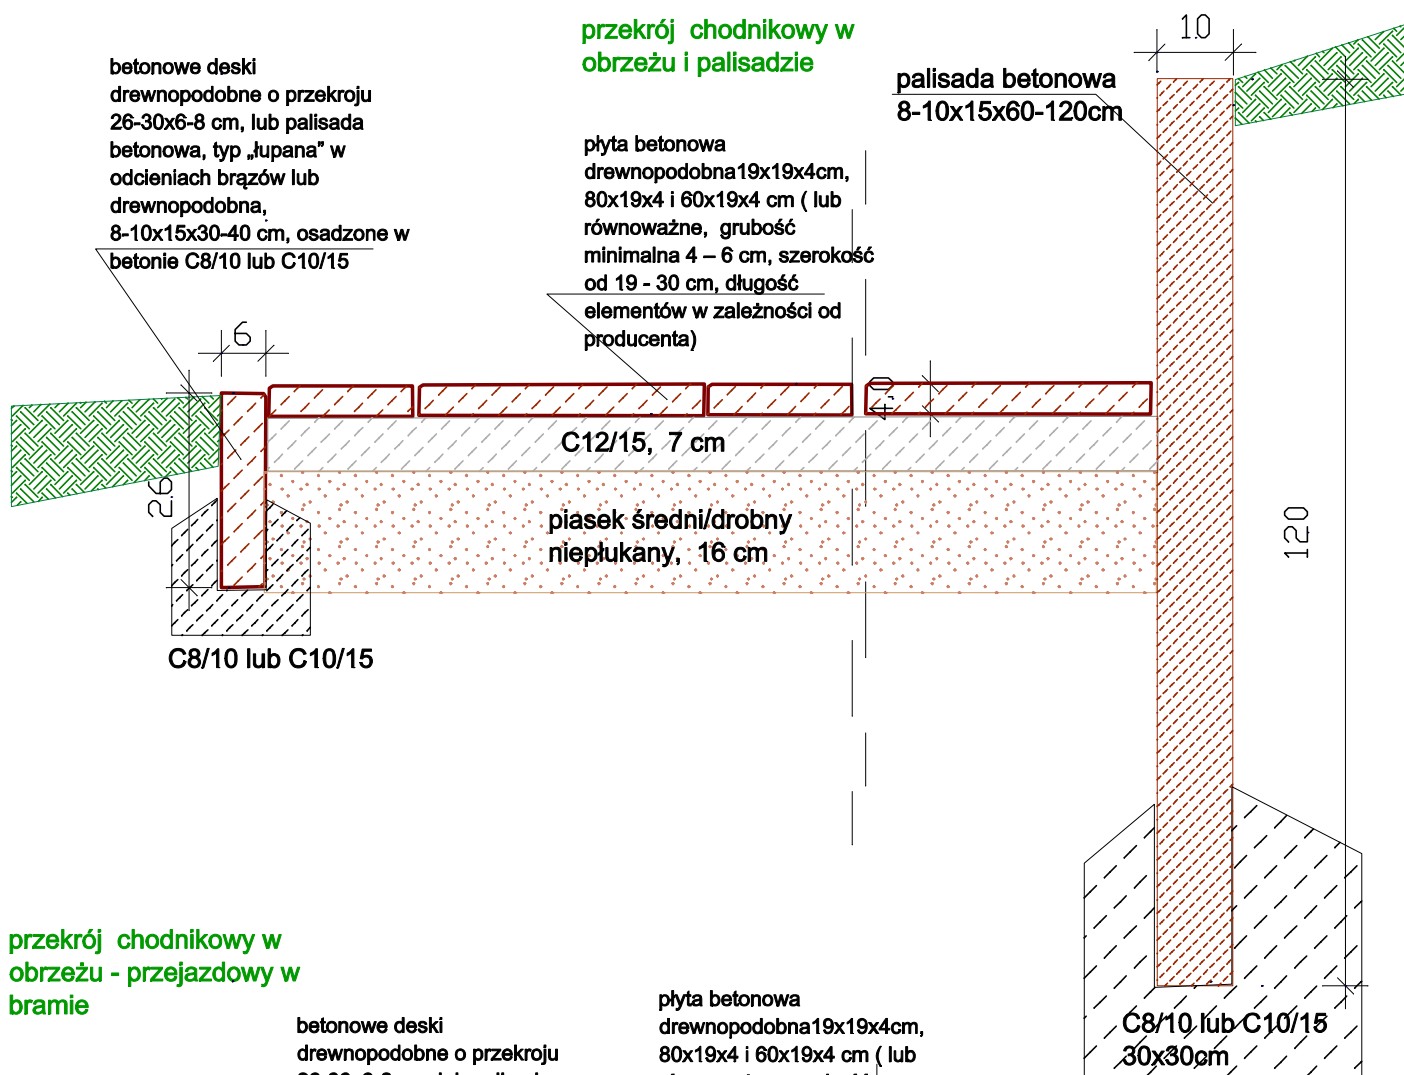 przekrój chodnikowy w
obrzeżu i palisadzie
betonowe deski
drewnopodobne o przekroju
26-30x6-8 cm, lub palisada
betonowa, typ „łupana” w
odcieniach brązów lub
drewnopodobna,
8-10x15x30-40 cm, osadzone w
betonie C8/10 lub C10/15
płyta betonowa
drewnopodobna19x19x4cm,
80x19x4 i 60x19x4 cm ( lub
równoważne, grubość
minimalna 4 – 6 cm, szerokość
od 19 - 30 cm, długość
elementów w zależności od
producenta)
palisada betonowa
8-10x15x60-120cm
10
6
4.0
26
120
C12/15, 7 cm
piasek średni/drobny
niepłukany, 16 cm
C8/10 lub C10/15
C8/10 lub C10/15
30x30cm
przekrój chodnikowy w
obrzeżu - przejazdowy w
bramie
betonowe deski
drewnopodobne o przekroju
płyta betonowa
drewnopodobna19x19x4cm,
80x19x4 i 60x19x4 cm ( lub